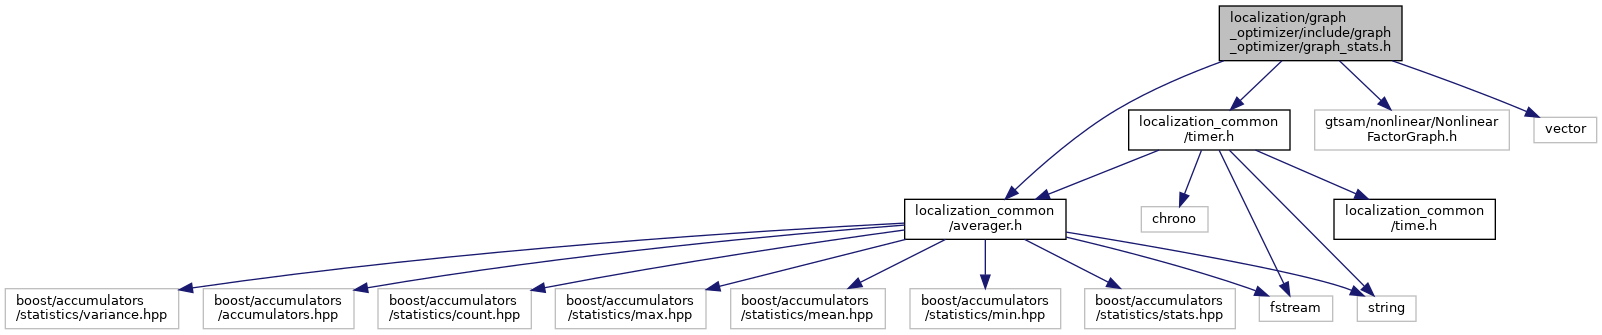 localization/graph
_optimizer/include/graph
_optimizer/graph_stats.h
localization_common
/timer.h
gtsam/nonlinear/Nonlinear
FactorGraph.h
vector
localization_common
/averager.h
chrono
localization_common
/time.h
boost/accumulators
/statistics/variance.hpp
boost/accumulators
/accumulators.hpp
boost/accumulators
/statistics/count.hpp
boost/accumulators
/statistics/max.hpp
boost/accumulators
/statistics/mean.hpp
boost/accumulators
/statistics/min.hpp
boost/accumulators
/statistics/stats.hpp
fstream
string